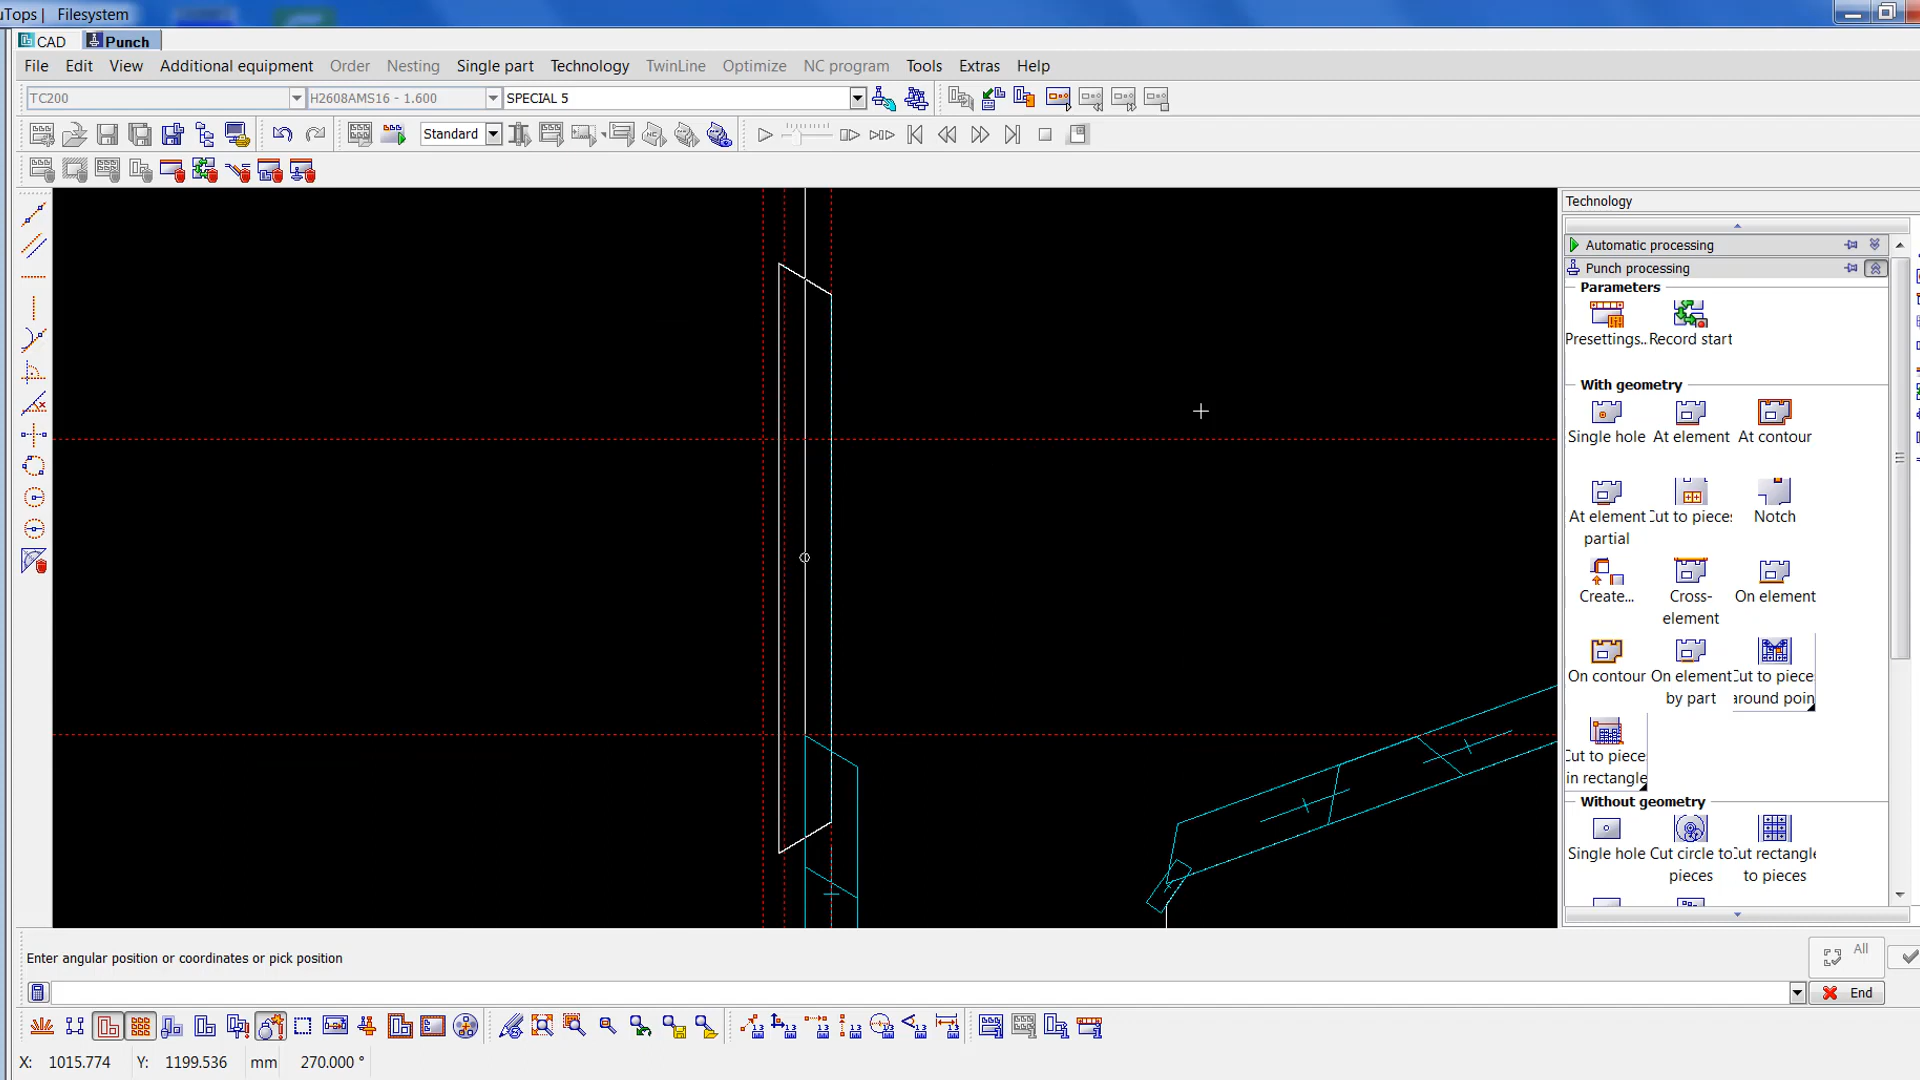 uTops | Filesystem
CAD Punch
File Edit View Additional equipment Order Nesting Single part Technology TwinLine Optimize NC program Tools Extras Help
TC200 H2608AMS16 - 1.600 SPECIAL 5
Standard
Technology
Automatic processing
Punch processing
Parameters
Presettings.. Record start
With geometry
Single hole At element At contour
At element partial
Cut to pieces
Notch
Create... Cross-element On element
On contour
On element by part
Cut to piece around poin
Cut to piece in rectangle
Without geometry
Single hole
Cut circle to pieces
Cut rectangle to pieces
Enter angular position or coordinates or pick position
All
End
X: 1015.774 Y: 1199.536 mm 270.000 °